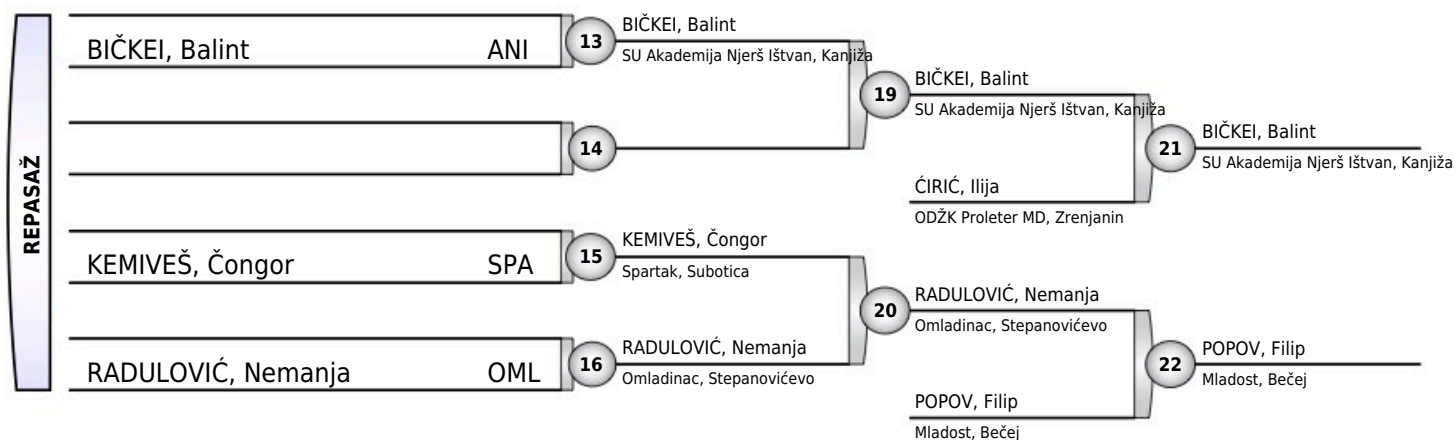 REPASAŽ
BIČKEI, Balint ANI
13
BIČKEI, Balint
SU Akademija Njerš Ištvan, Kanjiža
14
KEMIVEŠ, Čongor SPA
15
KEMIVEŠ, Čongor
Spartak, Subotica
RADULOVIĆ, Nemanja OML
16
RADULOVIĆ, Nemanja
Omladinac, Stepanovićevo
19
BIČKEI, Balint
SU Akademija Njerš Ištvan, Kanjiža
ĆIRIĆ, Ilija
ODŽK Proleter MD, Zrenjanin
20
RADULOVIĆ, Nemanja
Omladinac, Stepanovićevo
POPOV, Filip
Mladost, Bečej
21
BIČKEI, Balint
SU Akademija Njerš Ištvan, Kanjiža
22
POPOV, Filip
Mladost, Bečej